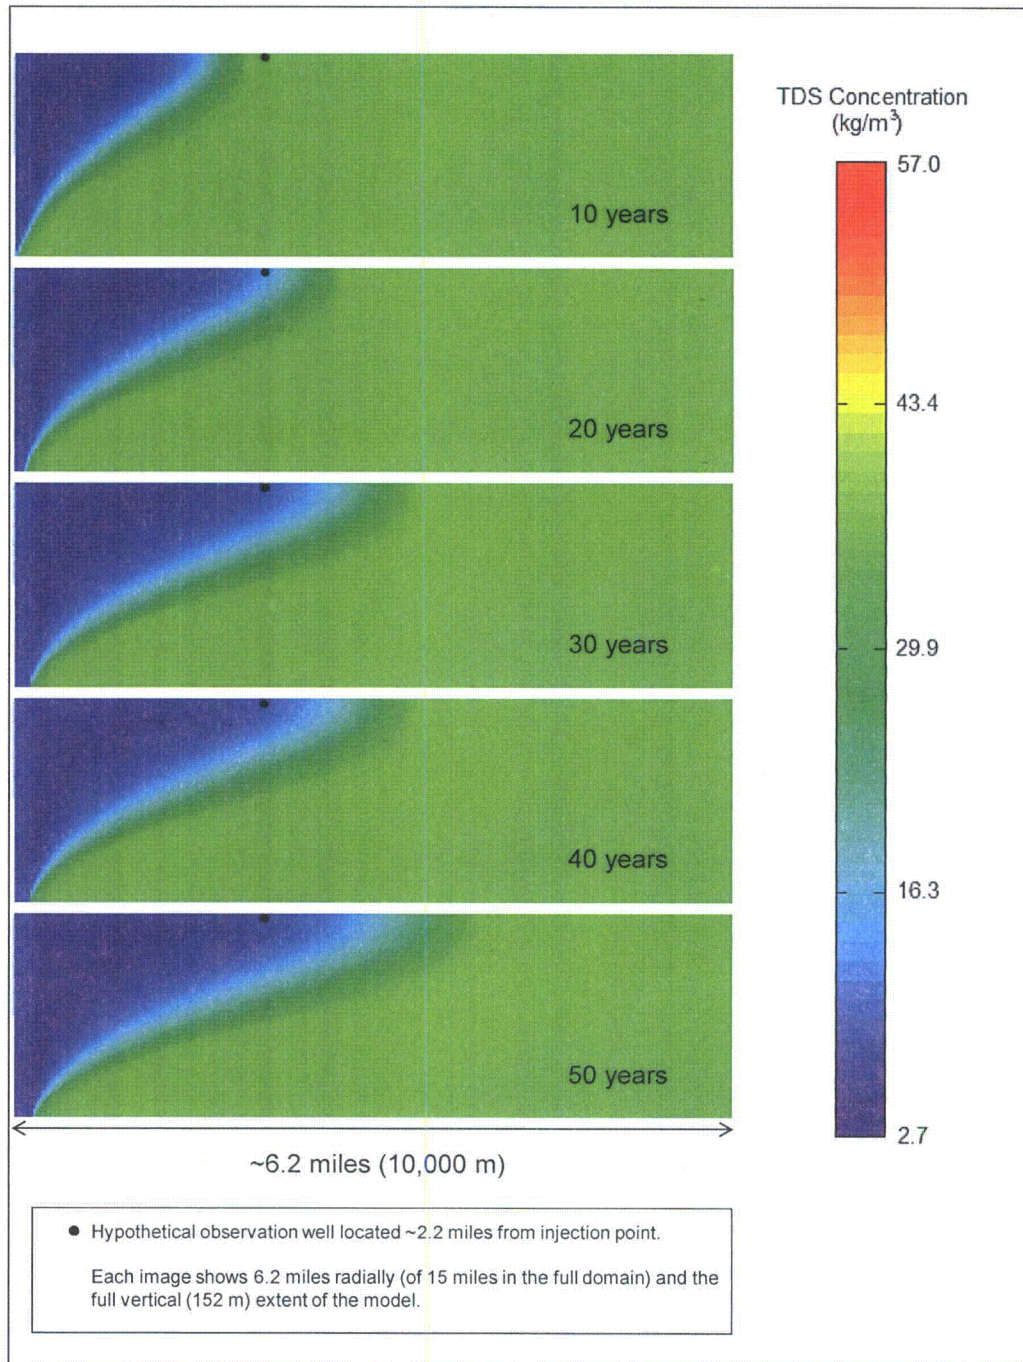 TDS Concentration
(kg/m³)
57.0
10 years
43.4
20 years
29.9
30 years
40 years
16.3
50 years
2.7
~6.2 miles (10,000 m)
● Hypothetical observation well located ~2.2 miles from injection point.
Each image shows 6.2 miles radially (of 15 miles in the full domain) and the
full vertical (152 m) extent of the model.